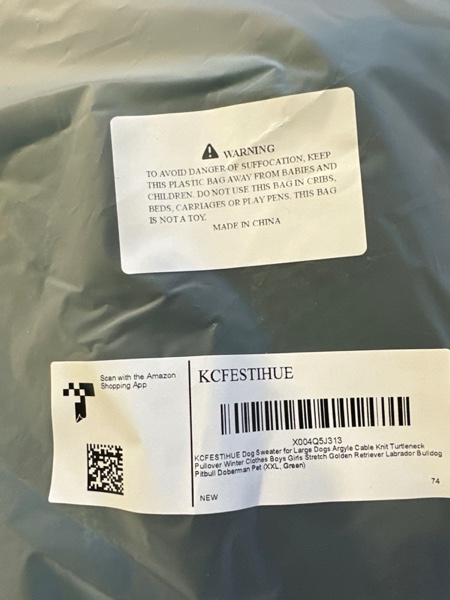 WARNING
TO AVOID DANGER OF SUFFOCATION, KEEP
THIS PLASTIC BAG AWAY FROM BABIES AND
CHILDREN. DO NOT USE THIS BAG IN CRIBS,
BEDS, CARRIAGES OR PLAY PENS. THIS BAG
IS NOT A TOY.
MADE IN CHINA
Scan with the Amazon
Shopping App
KCFESTIHUE
X004Q5J313
KCFESTIHUE Dog Sweater for Large Dogs Argyle Cable Knit Turtleneck
Pullover Winter Clothes Boys Girls Stretch Golden Retriever Labrador Bulldog
Pitbull Doberman Pet (XXL, Green)
NEW
74